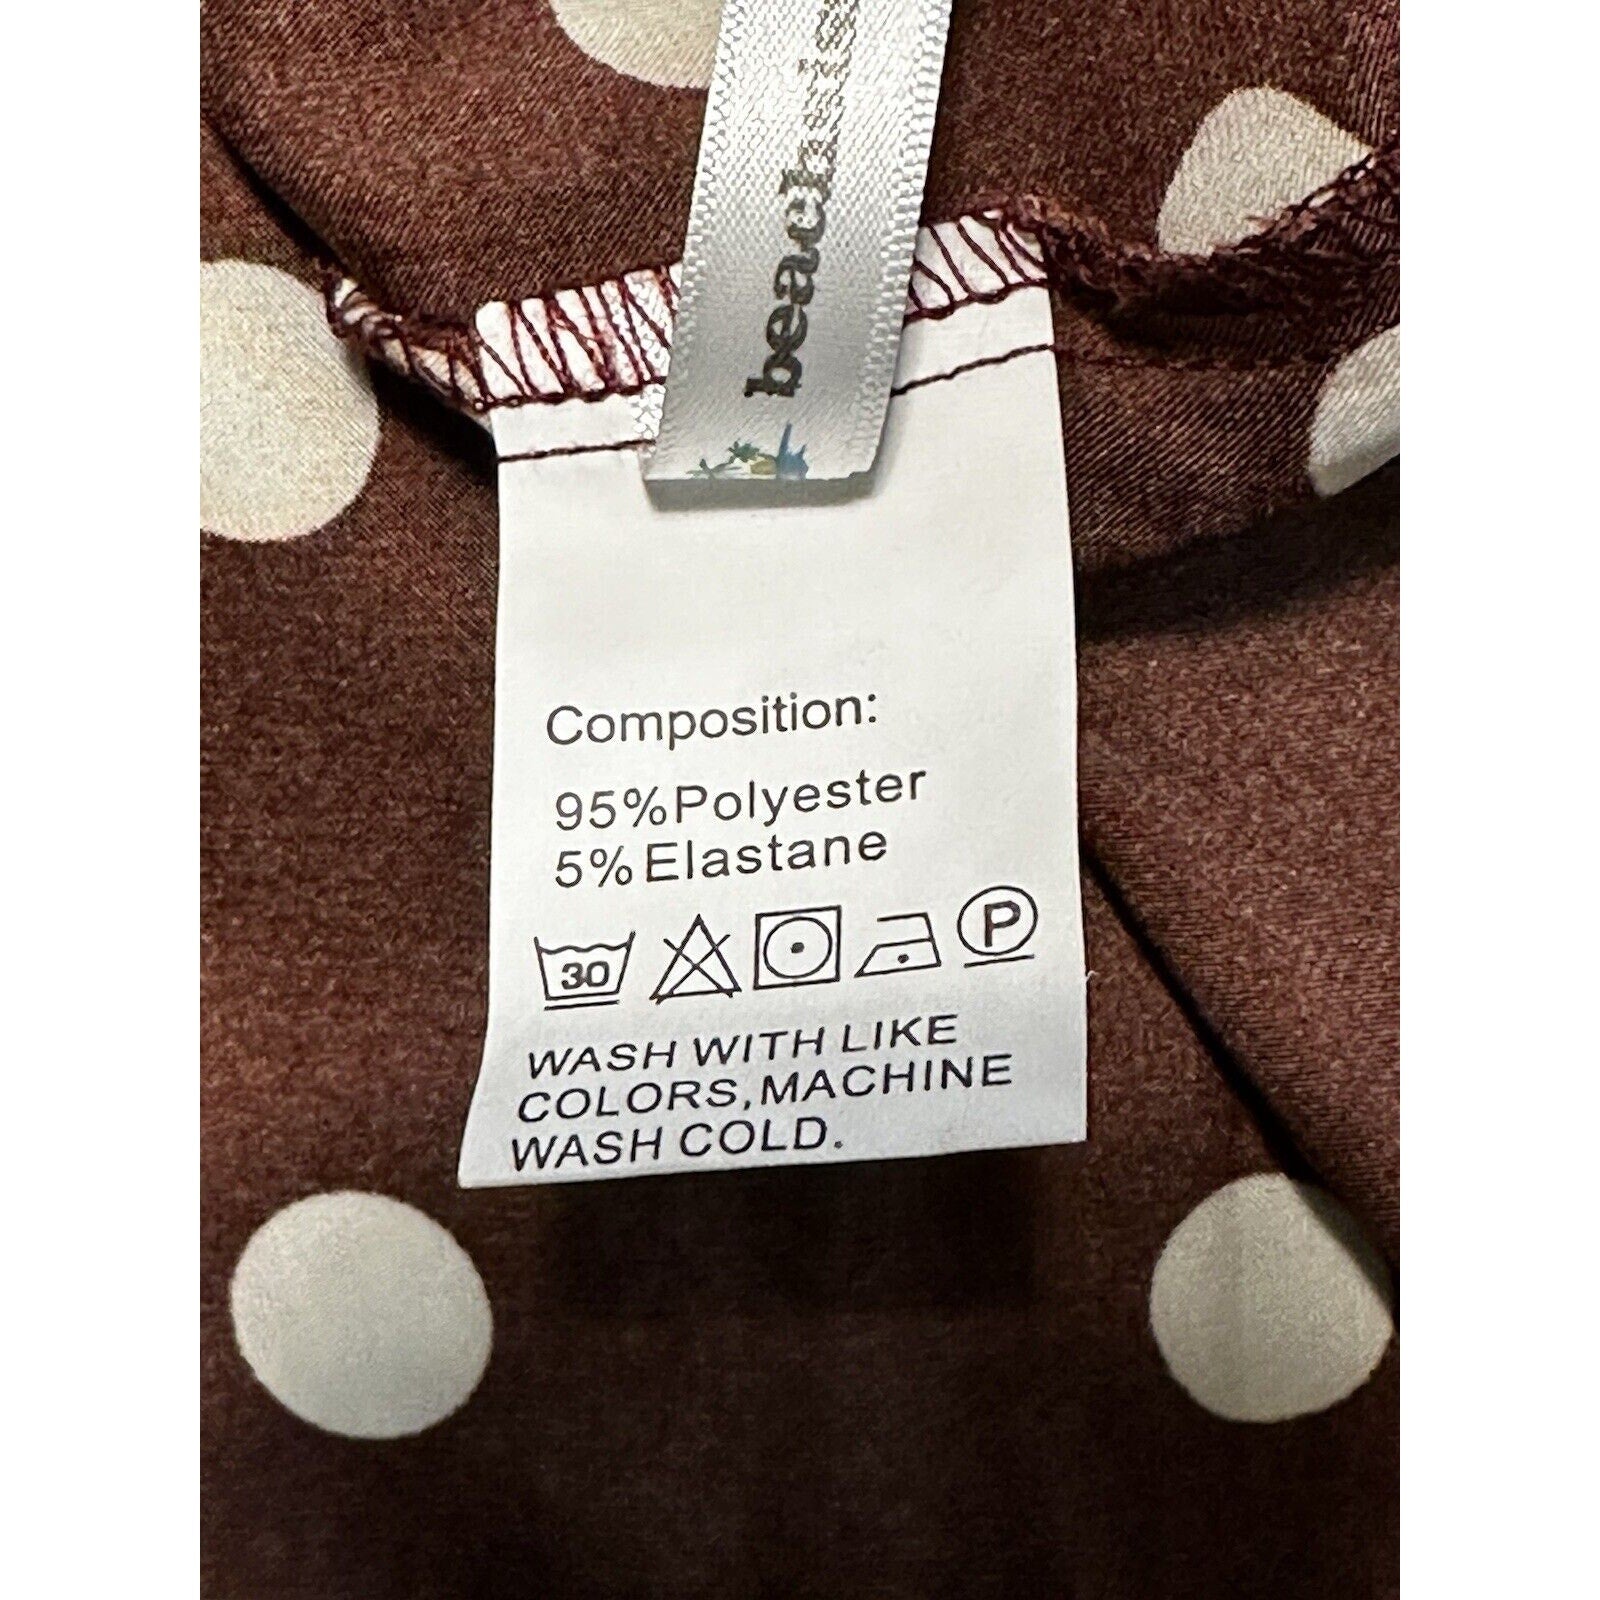 beach
Composition:
95%Polyester
5%Elastane
30 P
WASH WITH LIKE
COLORS,MACHINE
WASH COLD.